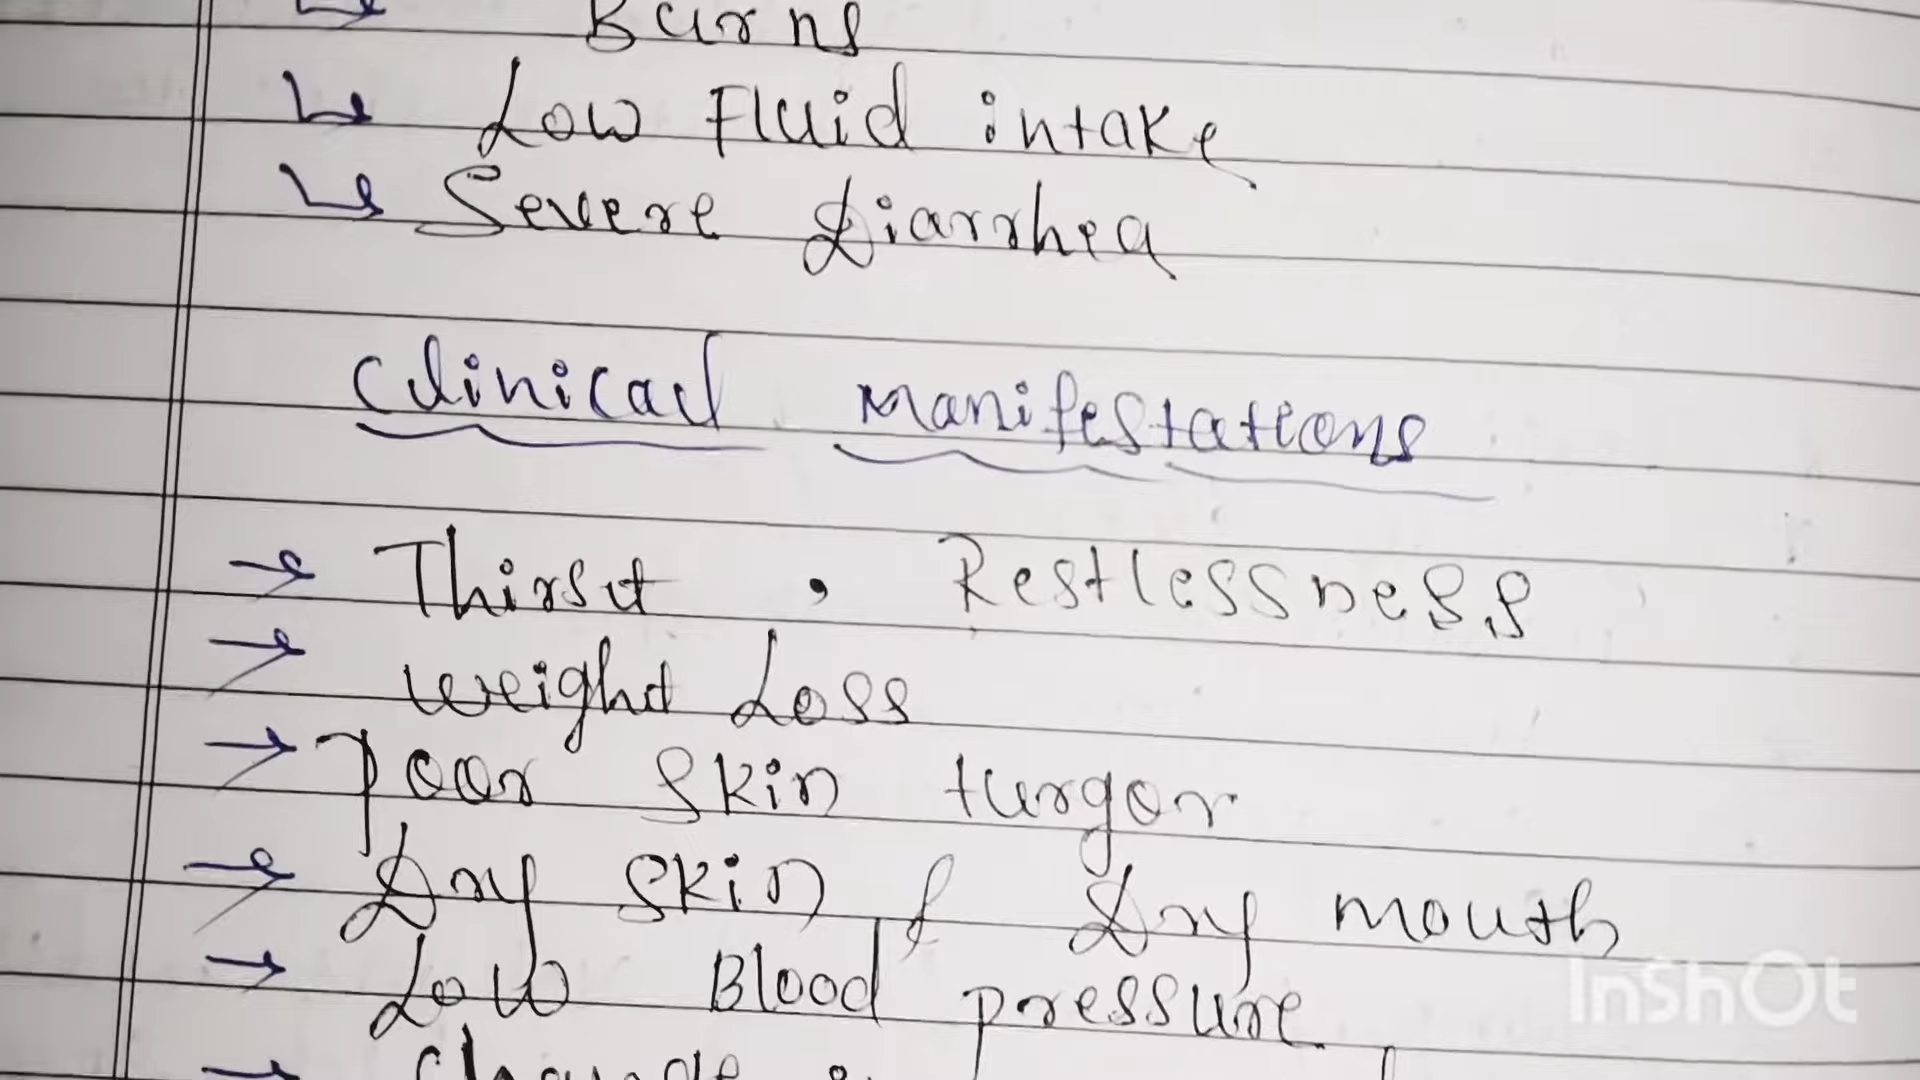 ↳ Burns
↳ Low Fluid intake
↳ Severe Diarrhea
Clinical manifestations
→ Thirst , Restlessness
→ weight Loss
→ Poor Skin turgor
→ Dry Skin & Dry mouth
→ Low Blood pressure
→ Change
InShOt